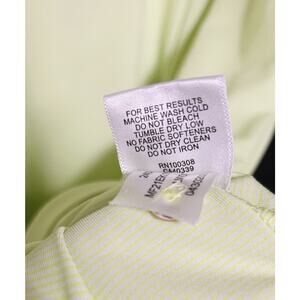 FOR BEST RESULTS
MACHINE WASH COLD
DO NOT BLEACH
TUMBLE DRY LOW
NO FABRIC SOFTENERS
DO NOT DRY CLEAN
DO NOT IRON
RN100308